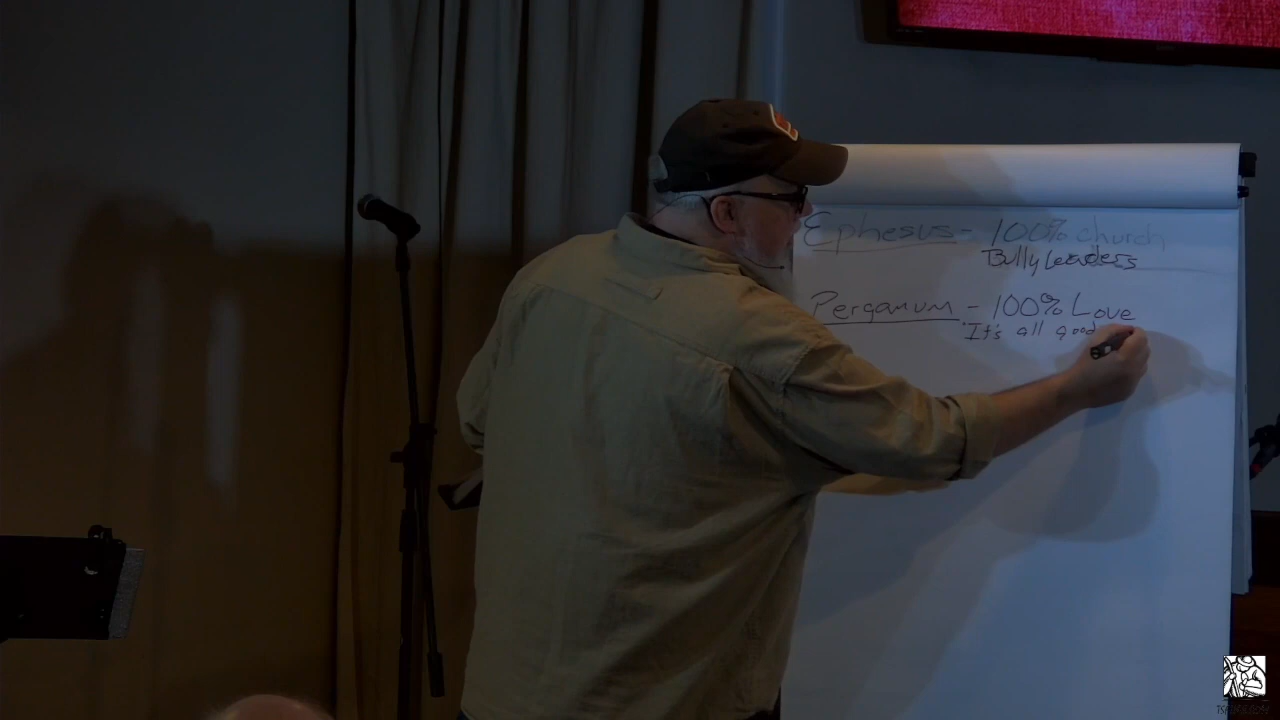 Ephesus - 100% church
Bully Leaders
Pergamum - 100% Love
"It's all good